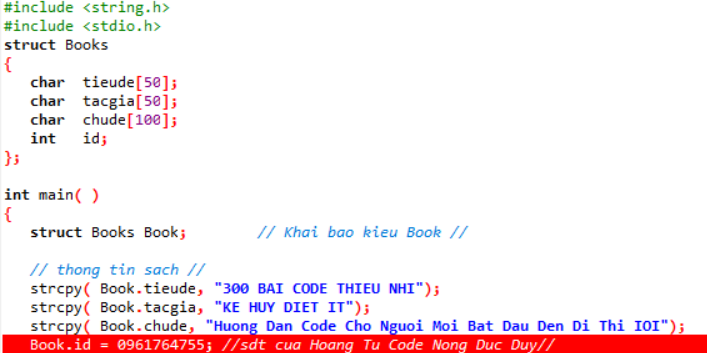 #include <string.h>
#include <stdio.h>
struct Books
{
   char  tieude[50];
   char  tacgia[50];
   char  chude[100];
   int   id;
};

int main( )
{
   struct Books Book;        // Khai bao kieu Book //

   // thong tin sach //
   strcpy( Book.tieude, "300 BAI CODE THIEU NHI");
   strcpy( Book.tacgia, "KE HUY DIET IT");
   strcpy( Book.chude, "Huong Dan Code Cho Nguoi Moi Bat Dau Den Di Thi IOI");
   Book.id = 0961764755; //sdt cua Hoang Tu Code Nong Duc Duy//